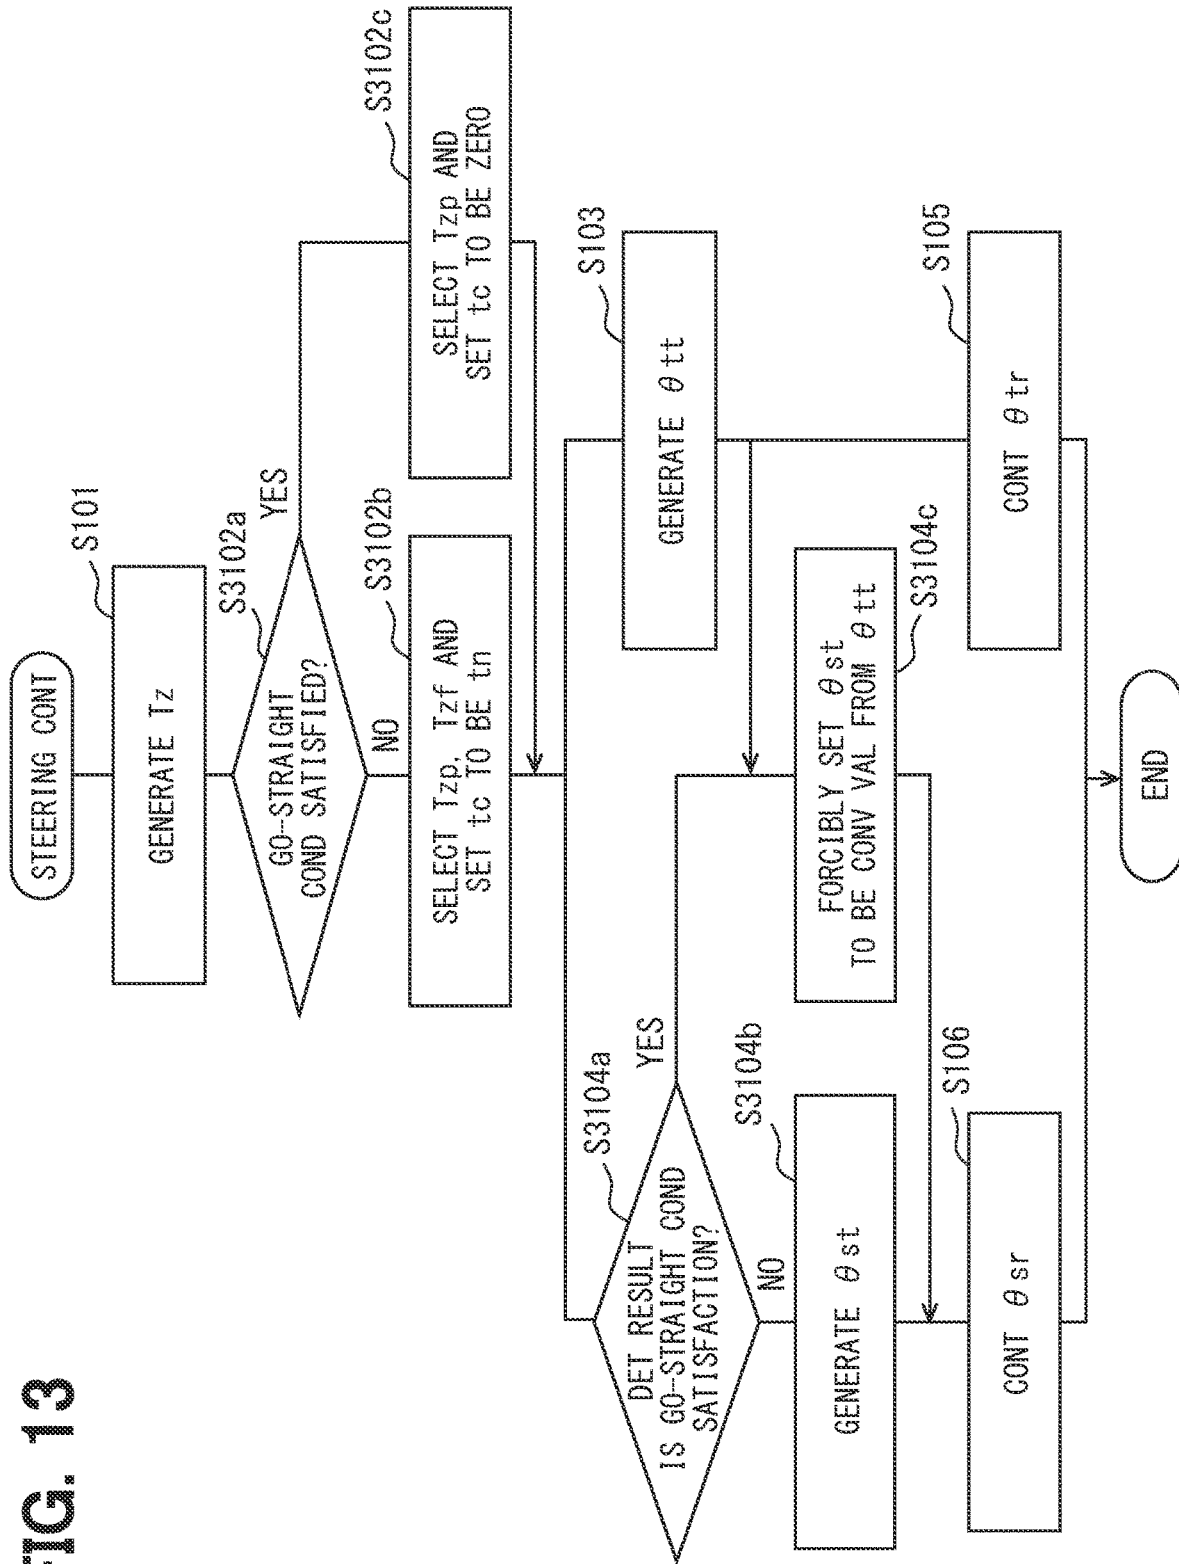 FIG. 13
STEERING CONT
GENERATE Tz
S101
GO-STRAIGHT
COND SATISFIED?
S3102a
YES
NO
SELECT Tzp, Tzf AND
SET tc TO BE tn
S3102b
SELECT Tzp AND
SET tc TO BE ZERO
S3102c
DET RESULT
IS GO-STRAIGHT COND
SATISFACTION?
S3104a
YES
NO
GENERATE θtt
S103
GENERATE θst
S3104b
FORCIBLY SET θst
TO BE CONV VAL FROM θtt
S3104c
CONT θsr
S106
CONT θtr
S105
END